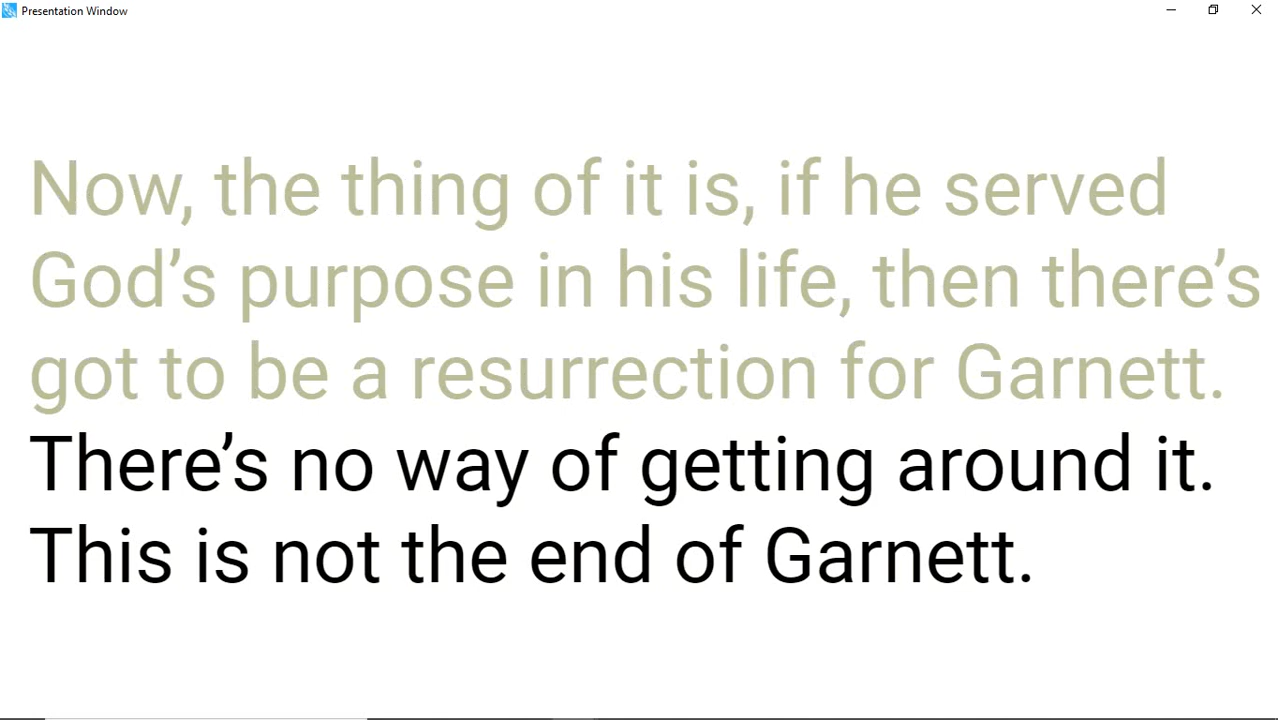 Presentation Window
Now, the thing of it is, if he served
God’s purpose in his life, then there’s
got to be a resurrection for Garnett.
There’s no way of getting around it.
This is not the end of Garnett.